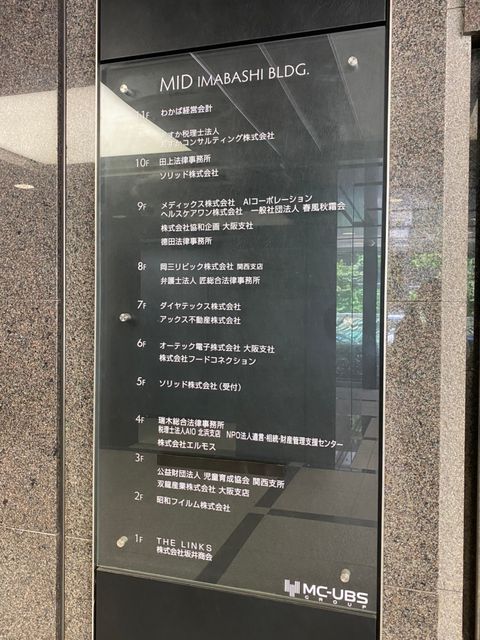 MID IMABASHI BLDG.
11F わかば経営会計
税理士法人
コンサルティング株式会社
10F 田上法律事務所
ソリッド株式会社
9F メディックス株式会社 AIコーポレーション
ヘルスケアワン株式会社 一般社団法人 春風秋霜会
株式会社協和企画 大阪支社
徳田法律事務所
8F 岡三リビック株式会社 関西支店
弁護士法人 匠総合法律事務所
7F ダイヤテックス株式会社
アックス不動産株式会社
6F オーテック電子株式会社 大阪支社
株式会社フードコネクション
5F ソリッド株式会社(受付)
4F 瑞木総合法律事務所
税理士法人AIO 北浜支店 NPO法人遺言・相続・財産管理支援センター
株式会社エルモス
3F
公益財団法人 児童育成協会 関西支所
双龍産業株式会社 大阪支店
2F 昭和フイルム株式会社
1F THE LINKS
株式会社坂井商会
MC-UBS
GROUP